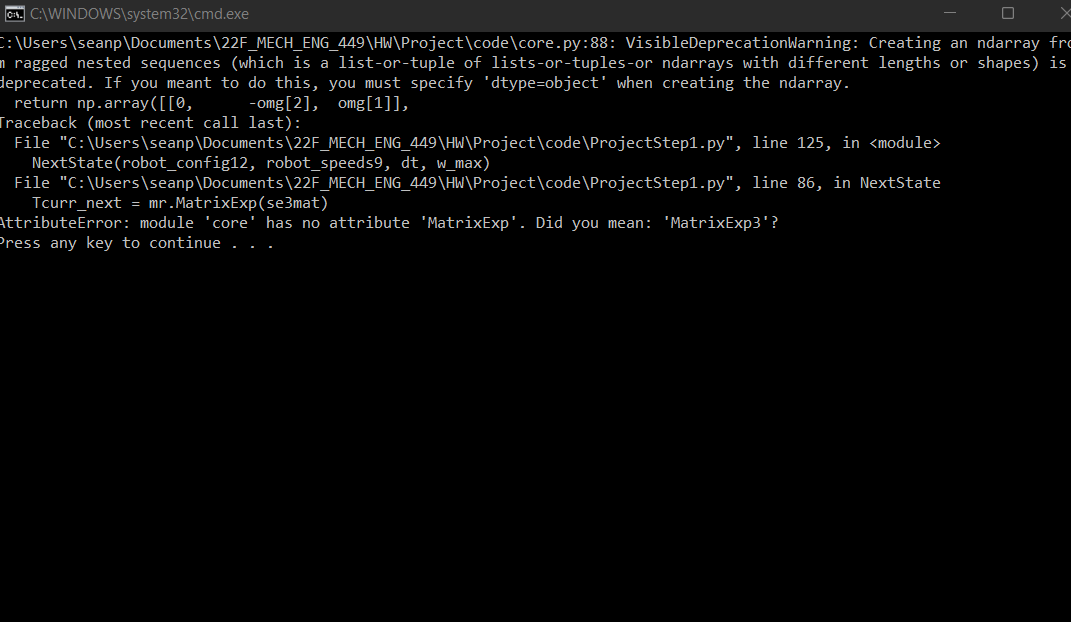 C:\WINDOWS\system32\cmd.exe
C:\Users\seanp\Documents\22F_MECH_ENG_449\HW\Project\code\core.py:88: VisibleDeprecationWarning: Creating an ndarray fro
m ragged nested sequences (which is a list-or-tuple of lists-or-tuples-or ndarrays with different lengths or shapes) is
deprecated. If you meant to do this, you must specify 'dtype=object' when creating the ndarray.
  return np.array([[0,      -omg[2],  omg[1]],
Traceback (most recent call last):
  File "C:\Users\seanp\Documents\22F_MECH_ENG_449\HW\Project\code\ProjectStep1.py", line 125, in <module>
    NextState(robot_config12, robot_speeds9, dt, w_max)
  File "C:\Users\seanp\Documents\22F_MECH_ENG_449\HW\Project\code\ProjectStep1.py", line 86, in NextState
    Tcurr_next = mr.MatrixExp(se3mat)
AttributeError: module 'core' has no attribute 'MatrixExp'. Did you mean: 'MatrixExp3'?
Press any key to continue . . .